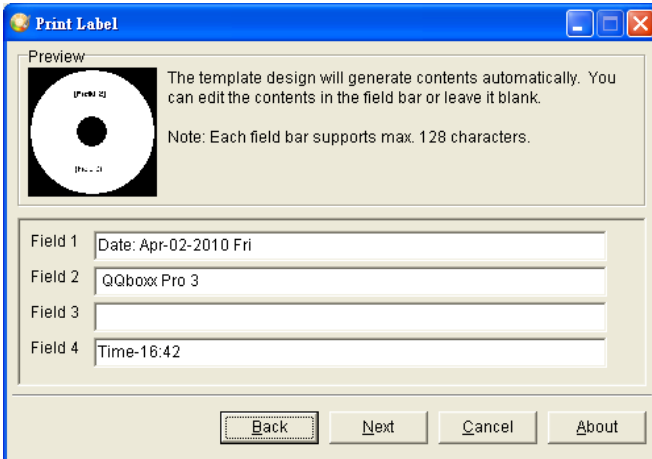 Print Label
Preview
[Field 2]
The template design will generate contents automatically. You
can edit the contents in the field bar or leave it blank.
Note: Each field bar supports max. 128 characters.
Field 1 Date: Apr-02-2010 Fri
Field 2 QQboxx Pro 3
Field 3
Field 4 Time-16:42
Back Next Cancel About